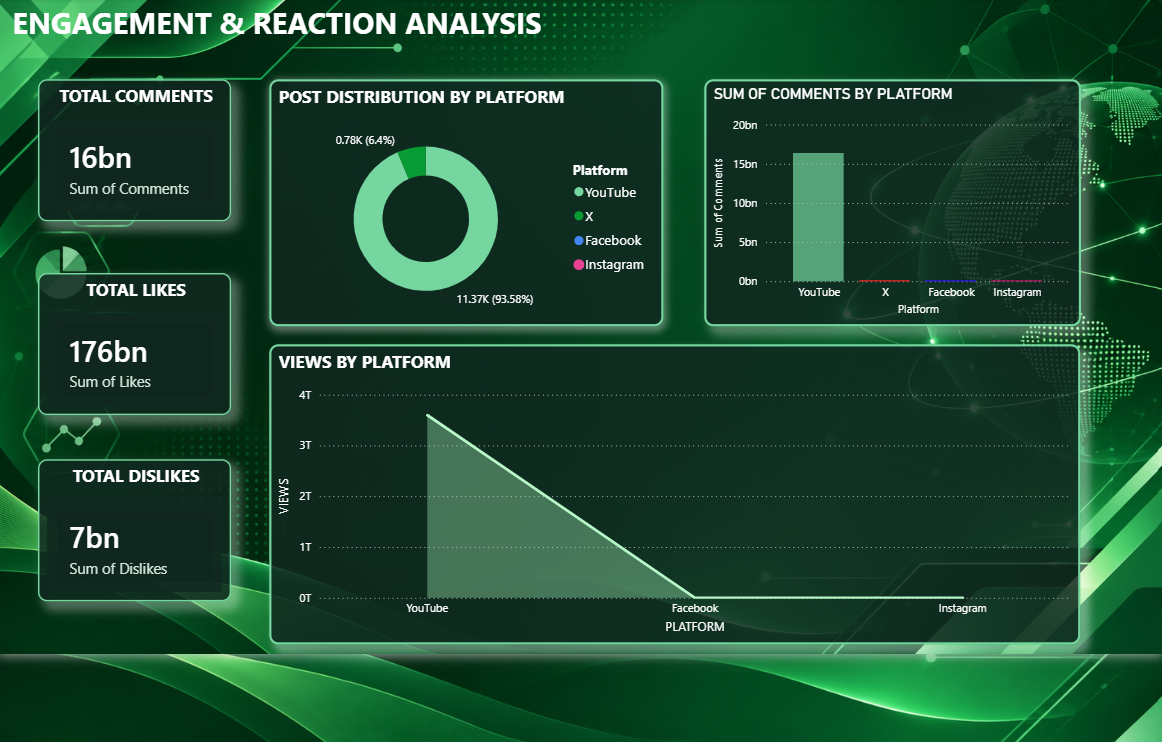 ENGAGEMENT & REACTION ANALYSIS
TOTAL COMMENTS
16bn
Sum of Comments
TOTAL LIKES
176bn
Sum of Likes
TOTAL DISLIKES
7bn
Sum of Dislikes
POST DISTRIBUTION BY PLATFORM
0.78K (6.4%)
11.37K (93.58%)
Platform
YouTube
X
Facebook
Instagram
SUM OF COMMENTS BY PLATFORM
Sum of Comments
20bn
15bn
10bn
5bn
0bn
YouTube X Facebook Instagram
Platform
VIEWS BY PLATFORM
VIEWS
4T
3T
2T
1T
0T
YouTube Facebook Instagram
PLATFORM